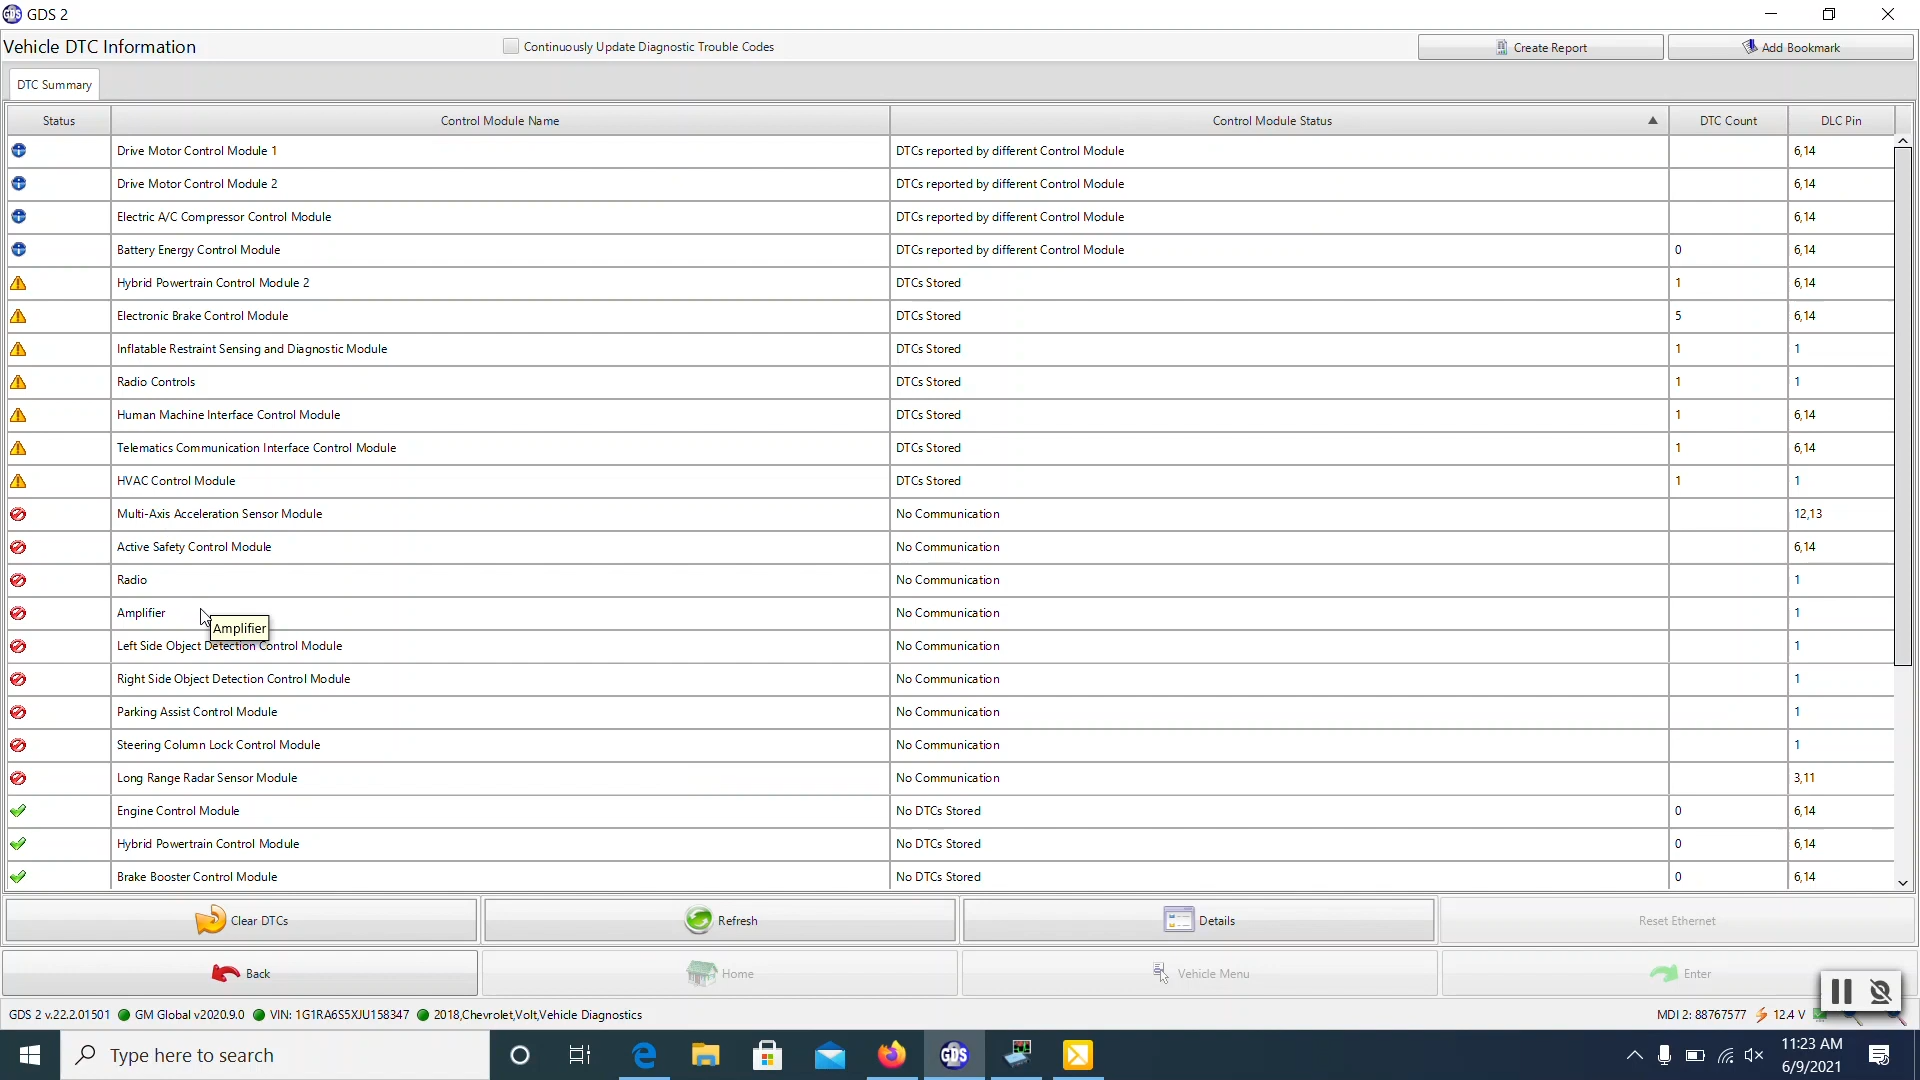 GDS 2
Vehicle DTC Information
Continuously Update Diagnostic Trouble Codes
Create Report
Add Bookmark
DTC Summary
Status Control Module Name Control Module Status DTC Count DLC Pin
Drive Motor Control Module 1 DTCs reported by different Control Module 6,14
Drive Motor Control Module 2 DTCs reported by different Control Module 6,14
Electric A/C Compressor Control Module DTCs reported by different Control Module 6,14
Battery Energy Control Module DTCs reported by different Control Module 0 6,14
Hybrid Powertrain Control Module 2 DTCs Stored 1 6,14
Electronic Brake Control Module DTCs Stored 5 6,14
Inflatable Restraint Sensing and Diagnostic Module DTCs Stored 1 1
Radio Controls DTCs Stored 1 1
Human Machine Interface Control Module DTCs Stored 1 6,14
Telematics Communication Interface Control Module DTCs Stored 1 6,14
HVAC Control Module DTCs Stored 1 1
Multi-Axis Acceleration Sensor Module No Communication 12,13
Active Safety Control Module No Communication 6,14
Radio No Communication 1
Amplifier No Communication 1
Amplifier
Left Side Object Detection Control Module No Communication 1
Right Side Object Detection Control Module No Communication 1
Parking Assist Control Module No Communication 1
Steering Column Lock Control Module No Communication 1
Long Range Radar Sensor Module No Communication 3,11
Engine Control Module No DTCs Stored 0 6,14
Hybrid Powertrain Control Module No DTCs Stored 0 6,14
Brake Booster Control Module No DTCs Stored 0 6,14
Clear DTCs Refresh Details Reset Ethernet
Back Home Vehicle Menu Enter
GDS 2 v.22.2.01501 GM Global v2020.9.0 VIN: 1G1RA6S5XJU158347 2018,Chevrolet,Volt,Vehicle Diagnostics MDI 2: 88767577 12.4 V
Type here to search
GDS
11:23 AM
6/9/2021